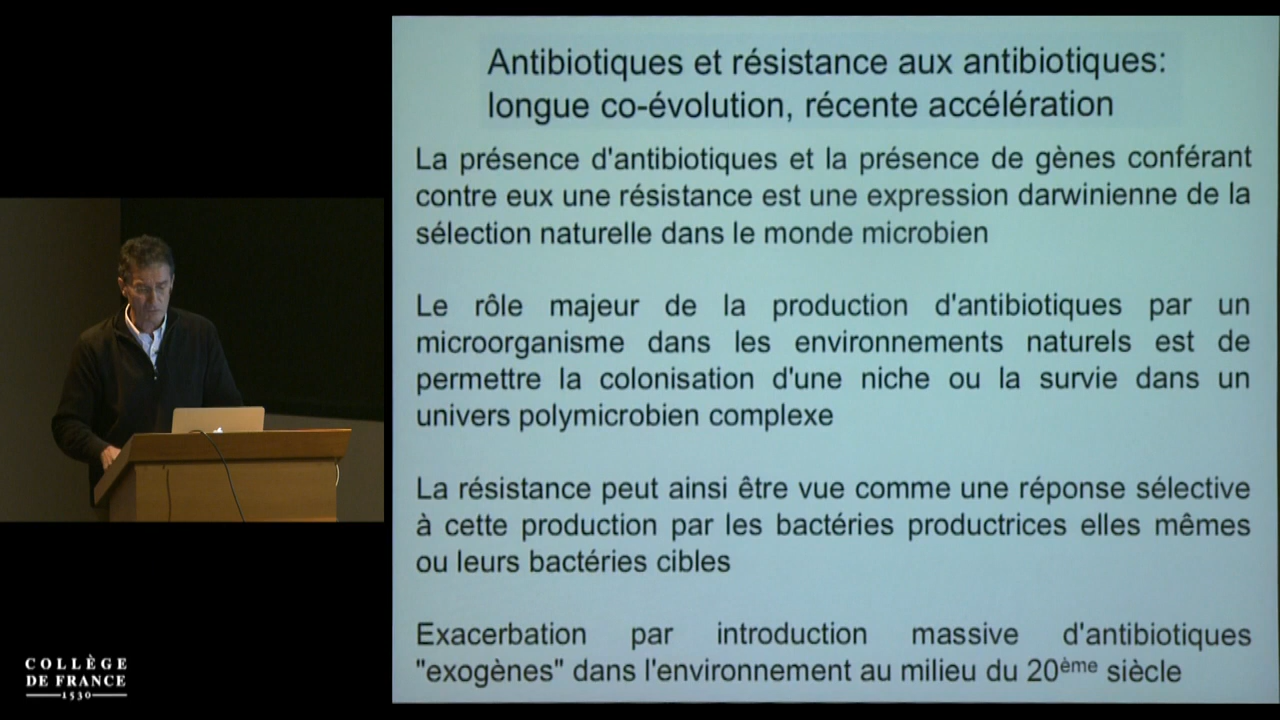 Antibiotiques et résistance aux antibiotiques:
longue co-évolution, récente accélération
La présence d'antibiotiques et la présence de gènes conférant
contre eux une résistance est une expression darwinienne de la
sélection naturelle dans le monde microbien
Le rôle majeur de la production d'antibiotiques par un
microorganisme dans les environnements naturels est de
permettre la colonisation d'une niche ou la survie dans un
univers polymicrobien complexe
La résistance peut ainsi être vue comme une réponse sélective
à cette production par les bactéries productrices elles mêmes
ou leurs bactéries cibles
Exacerbation par introduction massive d'antibiotiques
"exogènes" dans l'environnement au milieu du 20ème siècle
COLLÈGE
DE FRANCE
1530